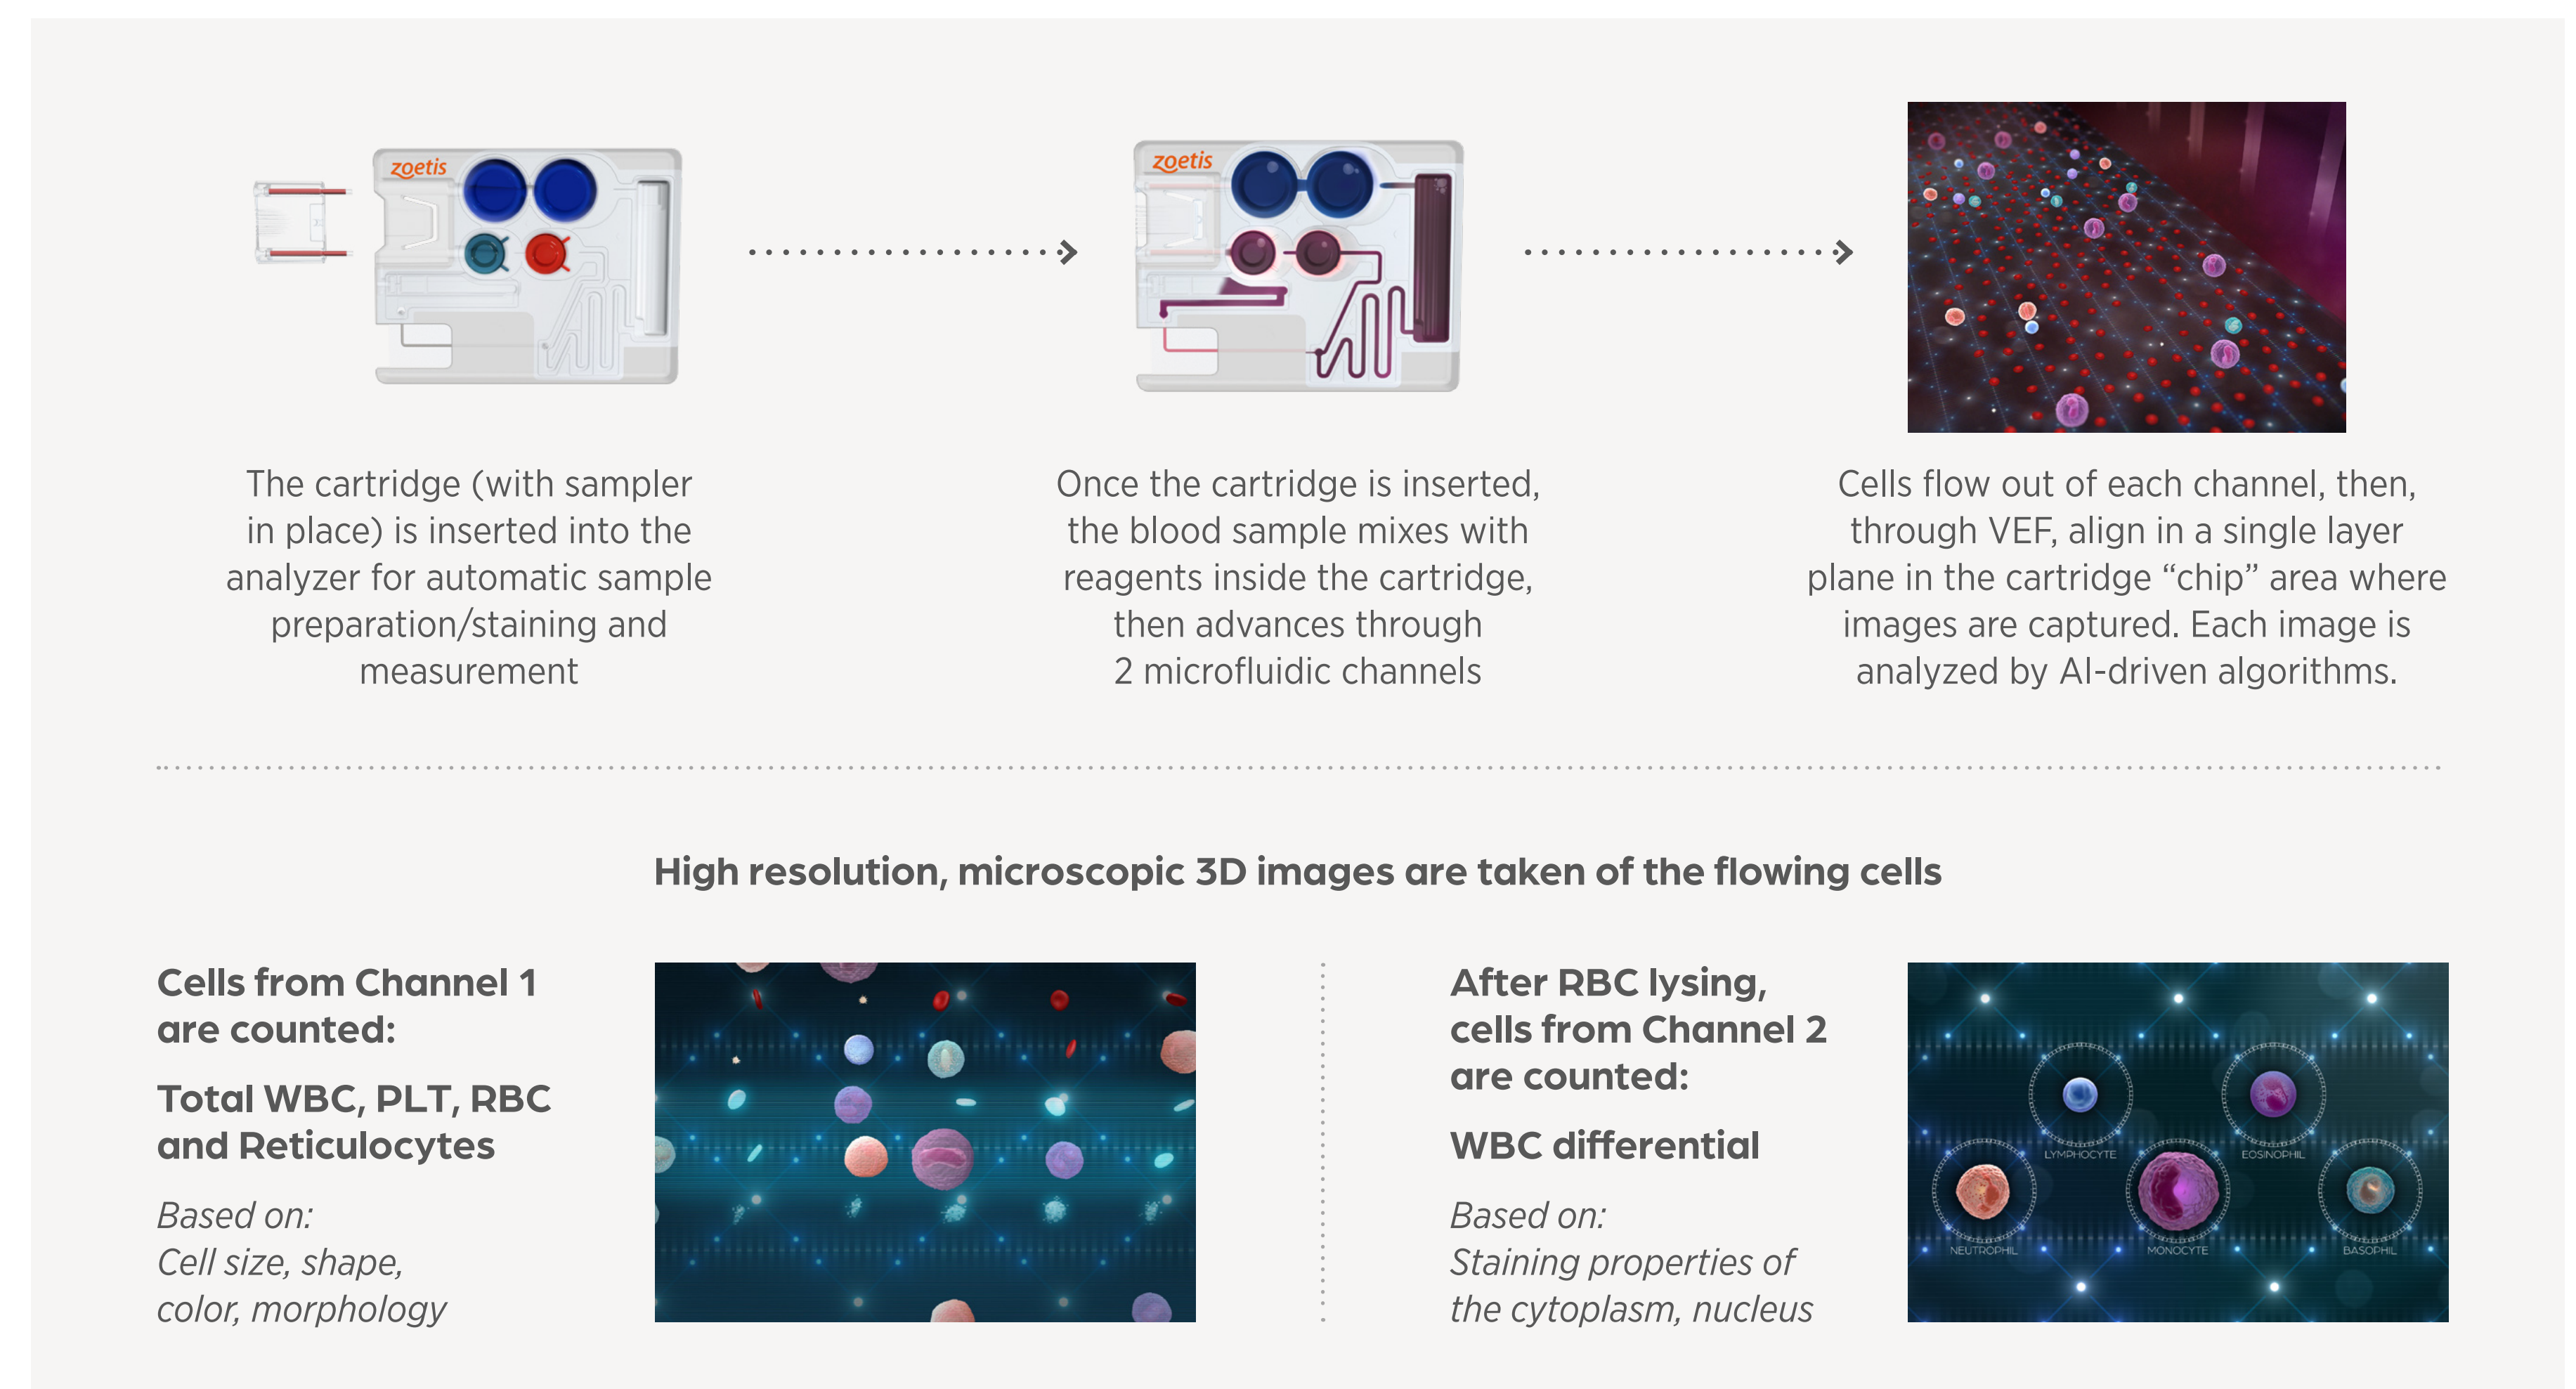 zoetis
zoetis
The cartridge (with sampler
in place) is inserted into the
analyzer for automatic sample
preparation/staining and
measurement
Once the cartridge is inserted,
the blood sample mixes with
reagents inside the cartridge,
then advances through
2 microfluidic channels
Cells flow out of each channel, then,
through VEF, align in a single layer
plane in the cartridge “chip” area where
images are captured. Each image is
analyzed by AI-driven algorithms.
High resolution, microscopic 3D images are taken of the flowing cells
Cells from Channel 1
are counted:
Total WBC, PLT, RBC
and Reticulocytes
Based on:
Cell size, shape,
color, morphology
After RBC lysing,
cells from Channel 2
are counted:
WBC differential
Based on:
Staining properties of
the cytoplasm, nucleus
LYMPHOCYTE
EOSINOPHIL
NEUTROPHIL
MONOCYTE
BASOPHIL